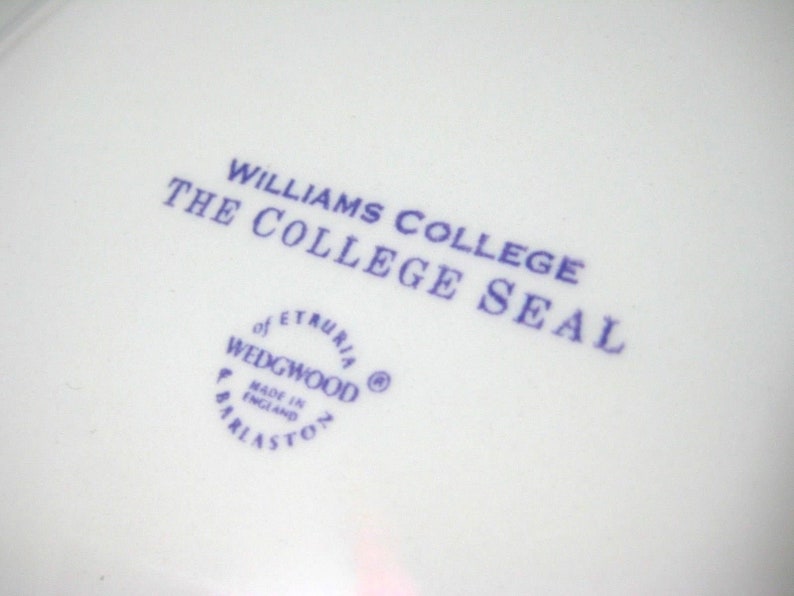 WILLIAMS COLLEGE
THE COLLEGE SEAL
of ETRURIA
WEDGWOOD ®
MADE IN
ENGLAND
& BARLASTON